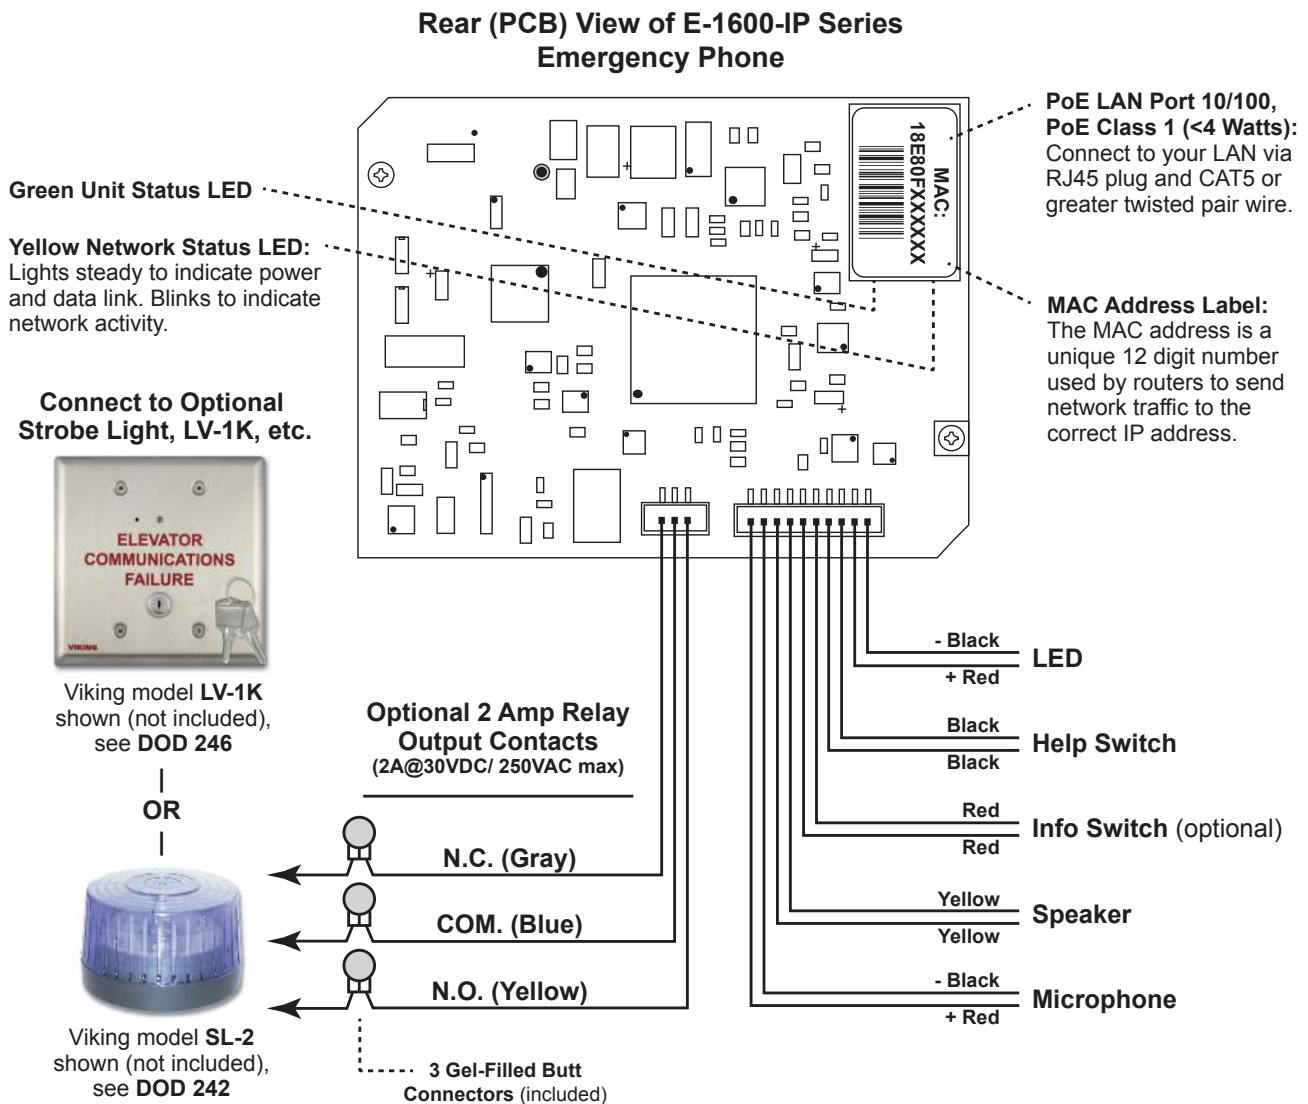 Rear (PCB) View of E-1600-IP Series
Emergency Phone
PoE LAN Port 10/100,
PoE Class 1 (<4 Watts):
Connect to your LAN via
RJ45 plug and CAT5 or
greater twisted pair wire.
MAC:
18E80FXXXXXX
Green Unit Status LED
Yellow Network Status LED:
Lights steady to indicate power
and data link. Blinks to indicate
network activity.
MAC Address Label:
The MAC address is a
unique 12 digit number
used by routers to send
network traffic to the
correct IP address.
Connect to Optional
Strobe Light, LV-1K, etc.
ELEVATOR
COMMUNICATIONS
FAILURE
VIKING
Viking model LV-1K
shown (not included),
see DOD 246
OR
Viking model SL-2
shown (not included),
see DOD 242
Optional 2 Amp Relay
Output Contacts
(2A@30VDC/ 250VAC max)
N.C. (Gray)
COM. (Blue)
N.O. (Yellow)
3 Gel-Filled Butt
Connectors (included)
- Black
LED
+ Red
Black
Help Switch
Black
Red
Info Switch (optional)
Red
Yellow
Speaker
Yellow
- Black
Microphone
+ Red